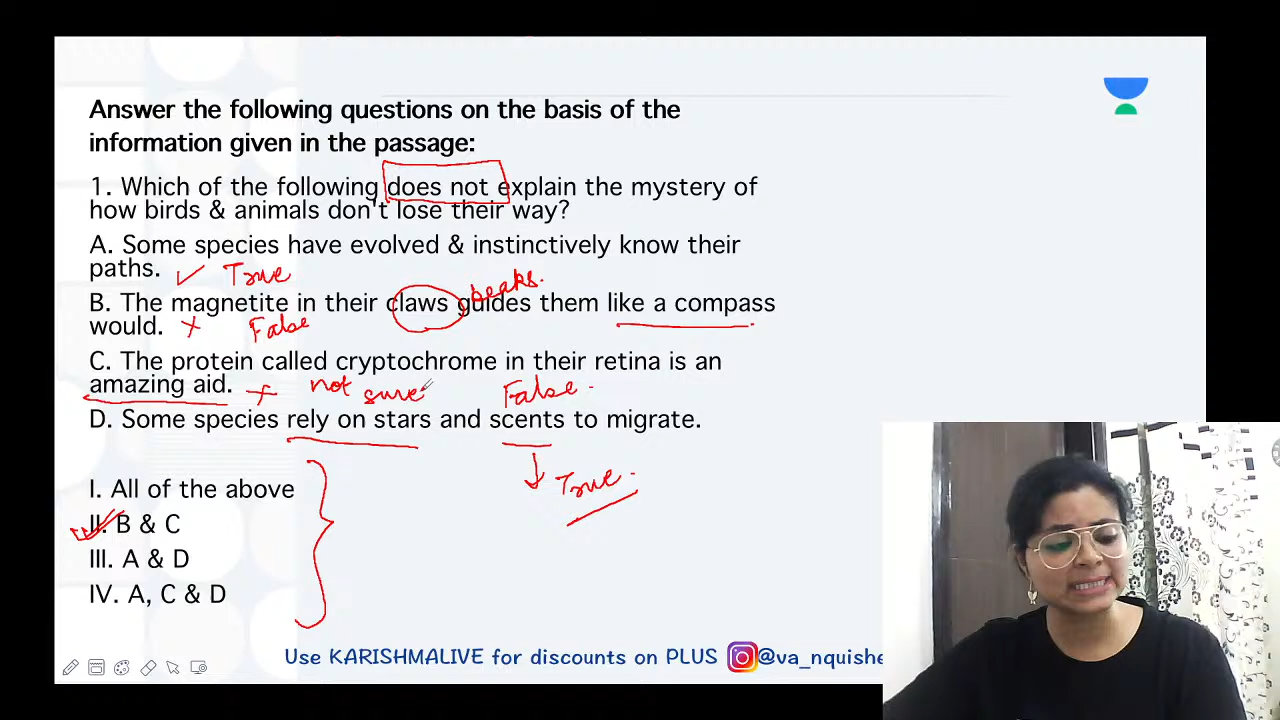 Answer the following questions on the basis of the
information given in the passage:
1. Which of the following does not explain the mystery of
how birds & animals don't lose their way?
A. Some species have evolved & instinctively know their
paths. ✓ True
beaks.
B. The magnetite in their claws guides them like a compass
would. × False
C. The protein called cryptochrome in their retina is an
amazing aid. × not sure False.
D. Some species rely on stars and scents to migrate.
True.
I. All of the above
II. B & C
III. A & D
IV. A, C & D
Use KARISHMALIVE for discounts on PLUS @va_nquishe